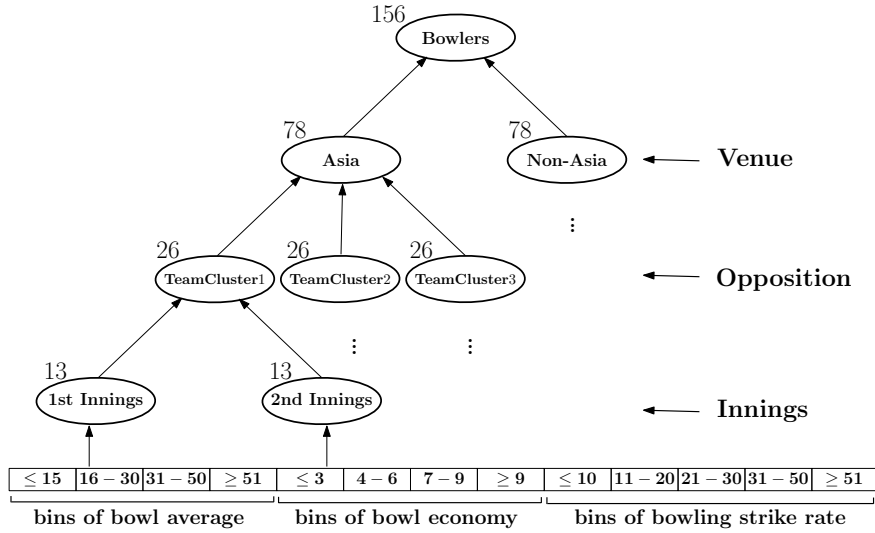 156
Bowlers
78
78
Asia
Non-Asia
Venue
26
26
26
TeamCluster1
TeamCluster2
TeamCluster3
Opposition
13
13
1st Innings
2nd Innings
Innings
≤ 15 16 − 30 31 − 50 ≥ 51 ≤ 3 4 − 6 7 − 9 ≥ 9 ≤ 10 11 − 20 21 − 30 31 − 50 ≥ 51
bins of bowl average bins of bowl economy bins of bowling strike rate